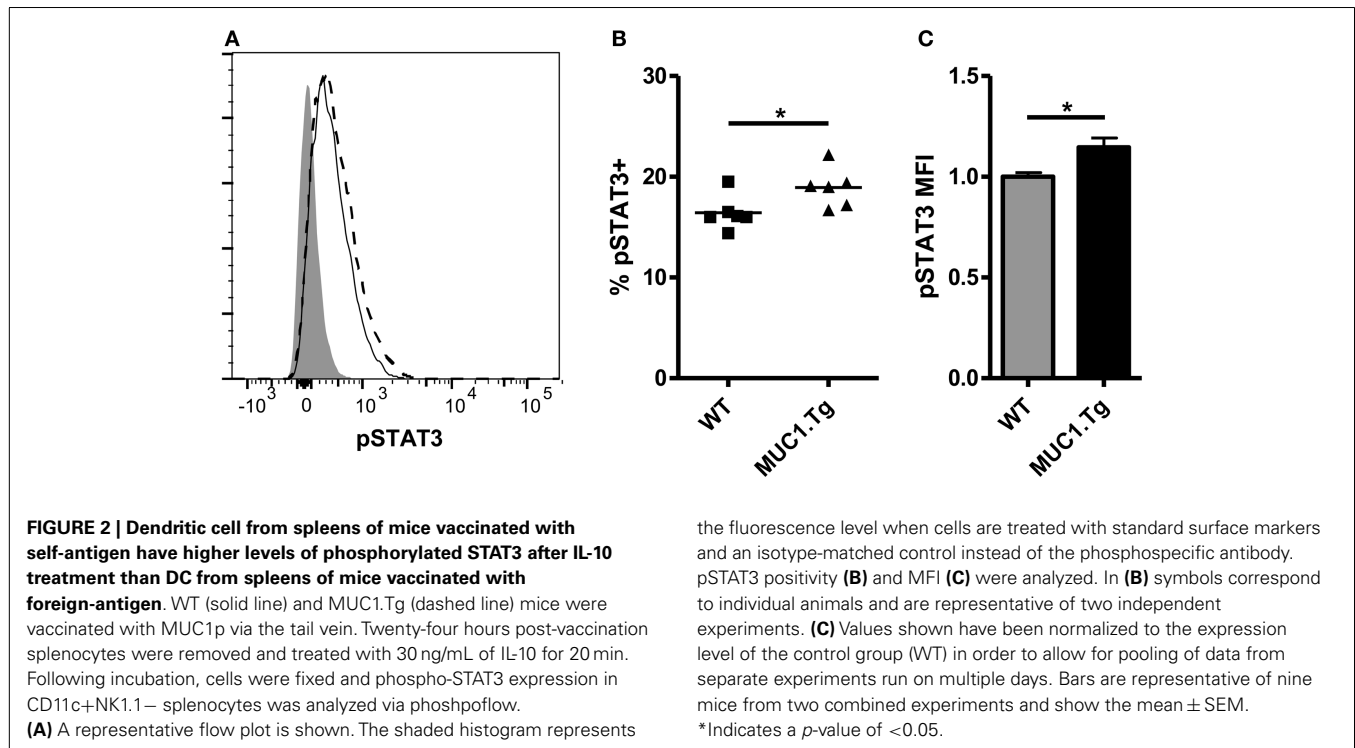 A
B
C
-10³ 0 10³ 10⁴ 10⁵
pSTAT3
30
20
10
0
% pSTAT3+
*
WT
MUC1.Tg
1.5
1.0
0.5
0.0
pSTAT3 MFI
*
WT
MUC1.Tg
FIGURE 2 | Dendritic cell from spleens of mice vaccinated with
self-antigen have higher levels of phosphorylated STAT3 after IL-10
treatment than DC from spleens of mice vaccinated with
foreign-antigen. WT (solid line) and MUC1.Tg (dashed line) mice were
vaccinated with MUC1p via the tail vein. Twenty-four hours post-vaccination
splenocytes were removed and treated with 30 ng/mL of IL-10 for 20 min.
Following incubation, cells were fixed and phospho-STAT3 expression in
CD11c+NK1.1− splenocytes was analyzed via phoshpoflow.
(A) A representative flow plot is shown. The shaded histogram represents
the fluorescence level when cells are treated with standard surface markers
and an isotype-matched control instead of the phosphospecific antibody.
pSTAT3 positivity (B) and MFI (C) were analyzed. In (B) symbols correspond
to individual animals and are representative of two independent
experiments. (C) Values shown have been normalized to the expression
level of the control group (WT) in order to allow for pooling of data from
separate experiments run on multiple days. Bars are representative of nine
mice from two combined experiments and show the mean ± SEM.
*Indicates a p-value of <0.05.